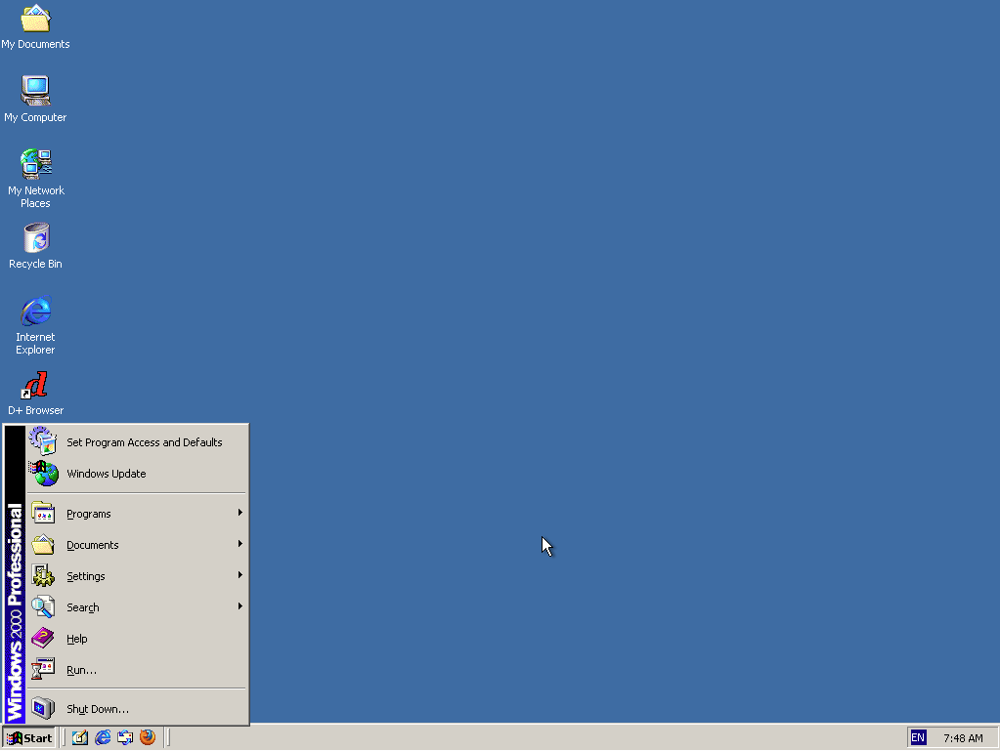 My Documents
My Computer
My Network
Places
Recycle Bin
Internet
Explorer
D+ Browser
Set Program Access and Defaults
Windows Update
Programs
Documents
Settings
Search
Help
Run...
Shut Down...
Windows 2000 Professional
Start
EN
7:48 AM